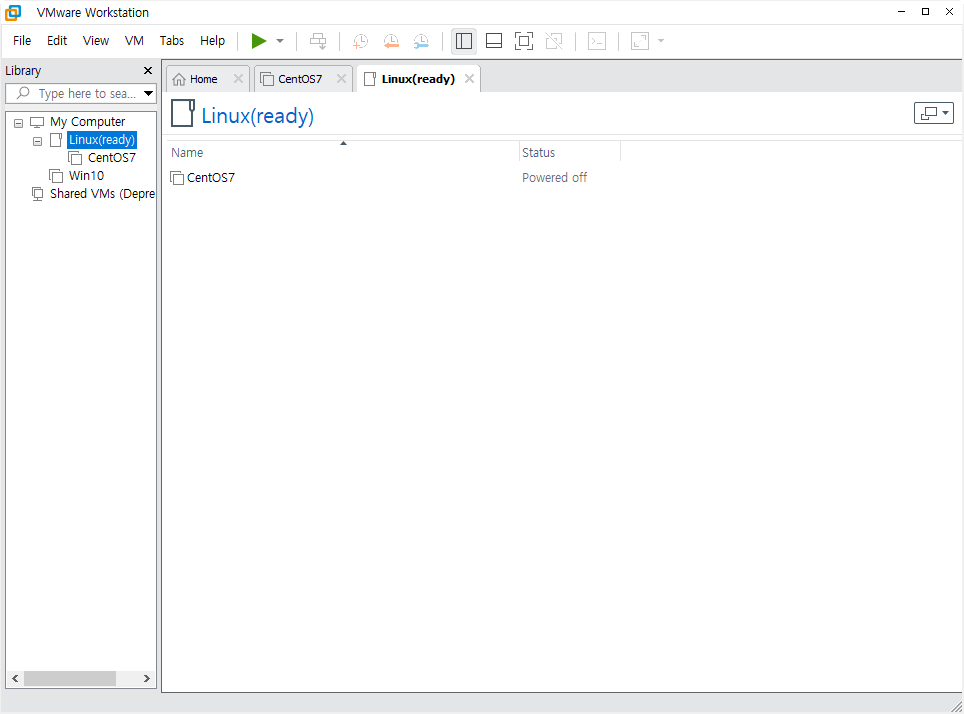 VMware Workstation
File Edit View VM Tabs Help
Library
Type here to sea...
My Computer
Linux(ready)
CentOS7
Win10
Shared VMs (Depre
Home
CentOS7
Linux(ready)
Linux(ready)
Name Status
CentOS7 Powered off